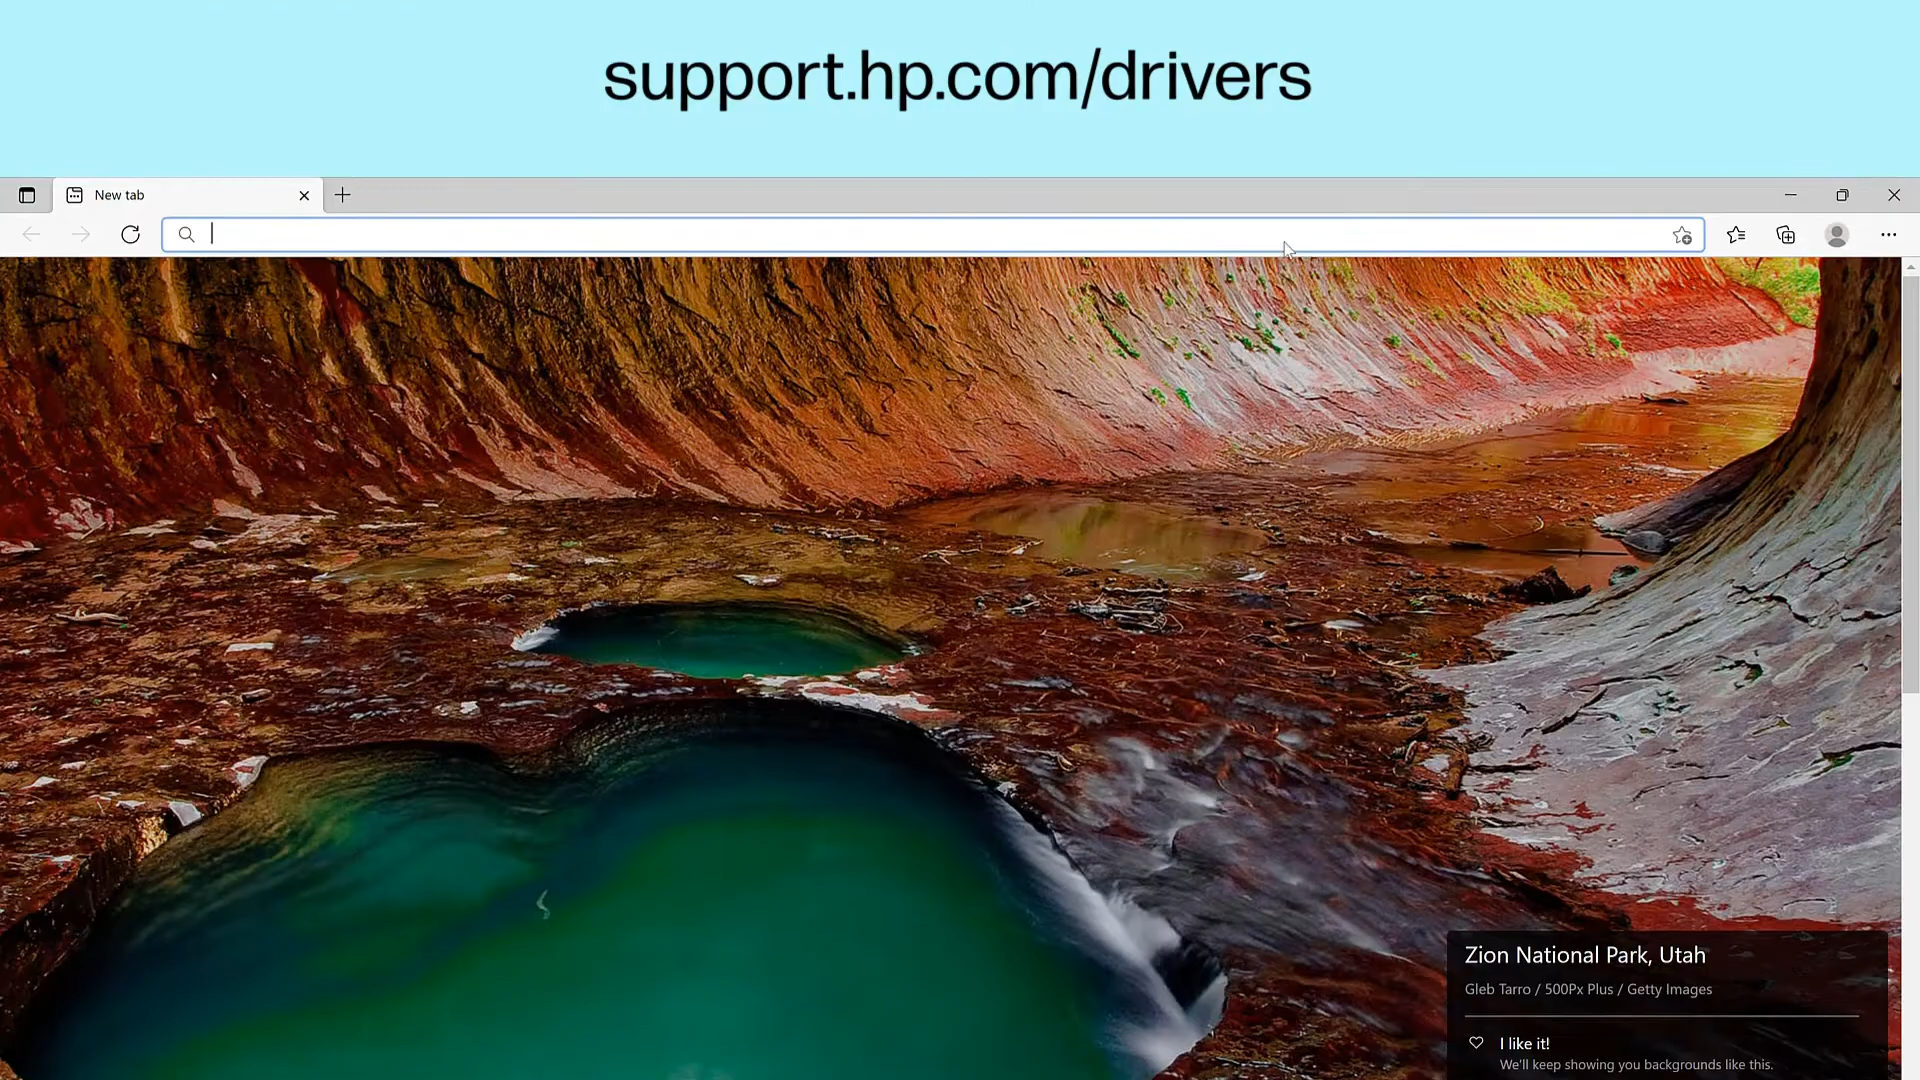 support.hp.com/drivers
New tab
Zion National Park, Utah
Gleb Tarro / 500Px Plus / Getty Images
I like it!
We'll keep showing you backgrounds like this.